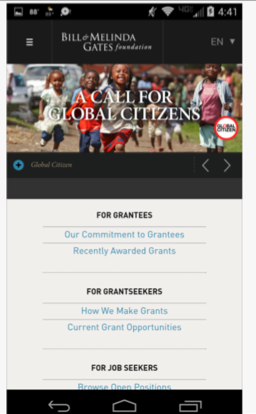 88°
4:41
BILL & MELINDA
GATES foundation
EN
A CALL FOR
GLOBAL CITIZENS
GLOBAL
CITIZEN
Global Citizen
FOR GRANTEES
Our Commitment to Grantees
Recently Awarded Grants
FOR GRANTSEEKERS
How We Make Grants
Current Grant Opportunities
FOR JOB SEEKERS
Browse Open Positions